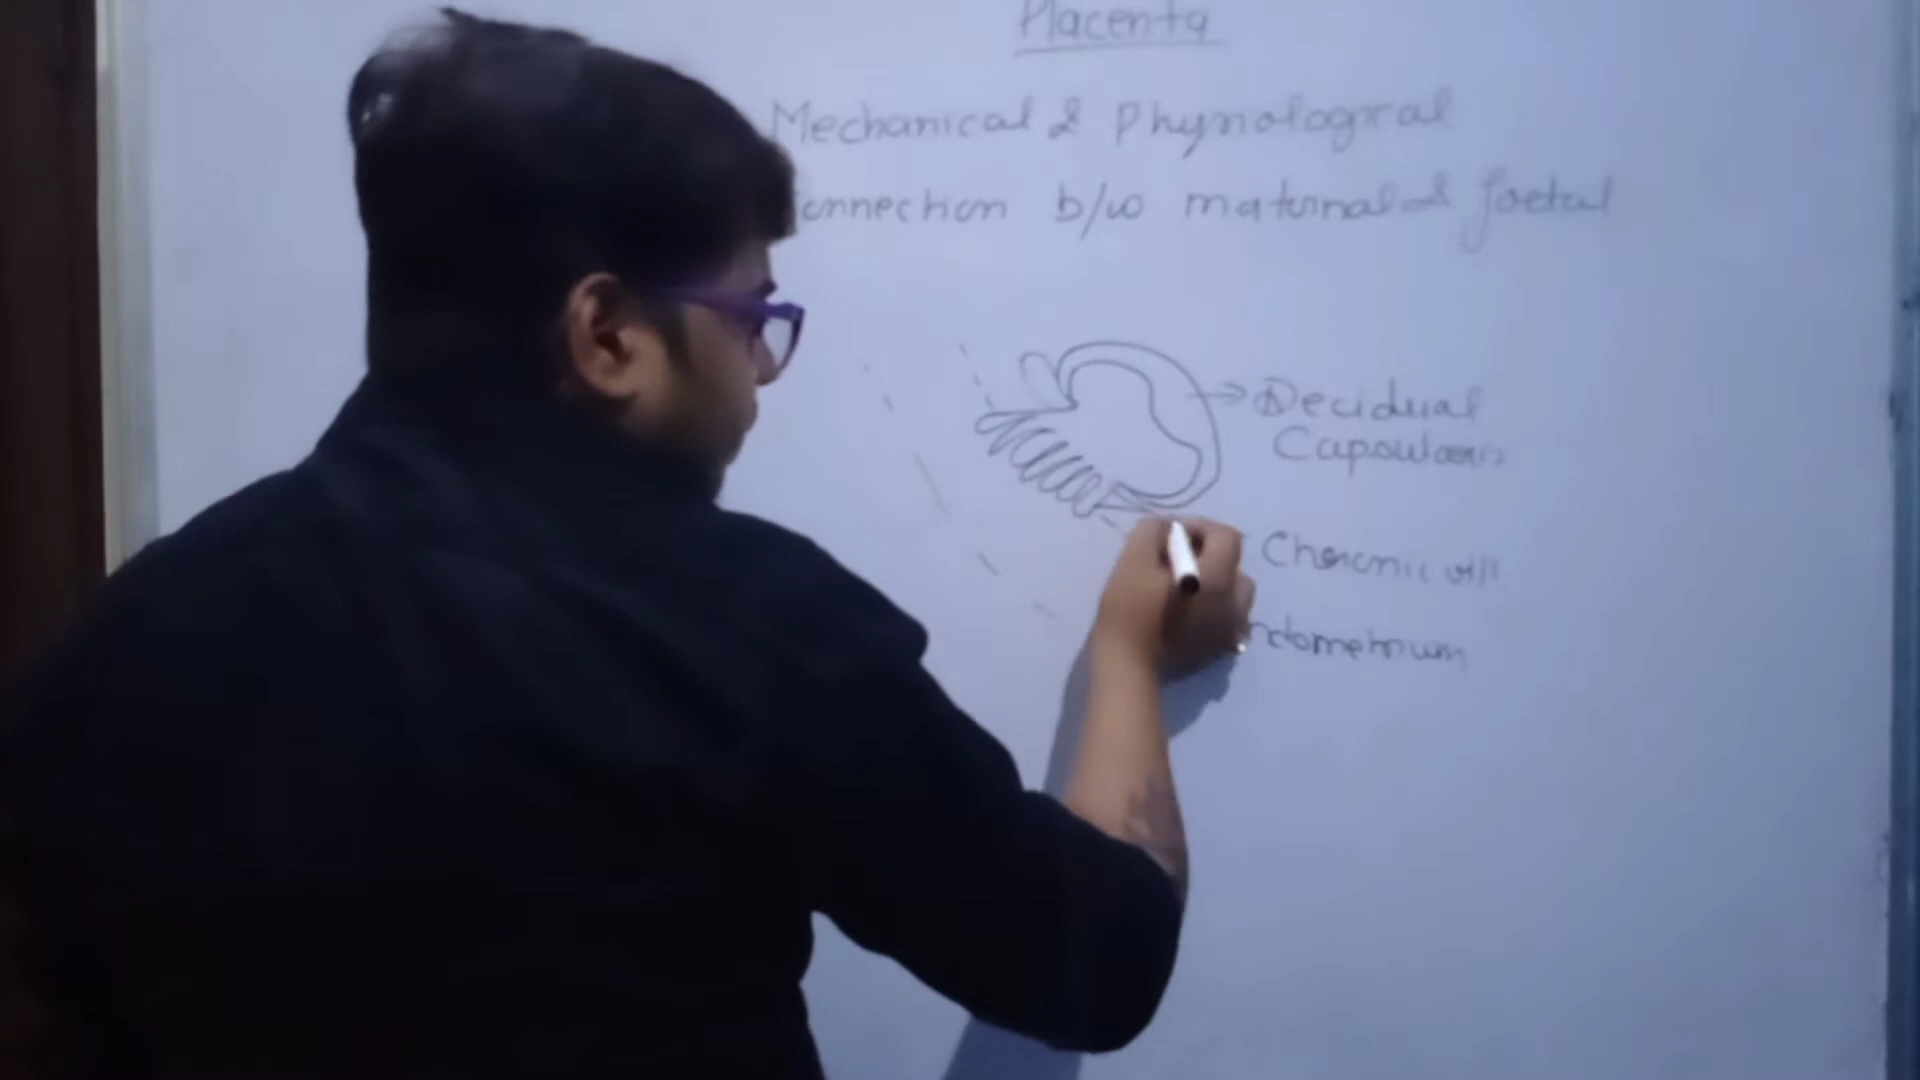 Placenta
Mechanical & Physiological
connection b/w maternal & foetal
Decidual
Capsularis
Chorionic villi
ndometrium